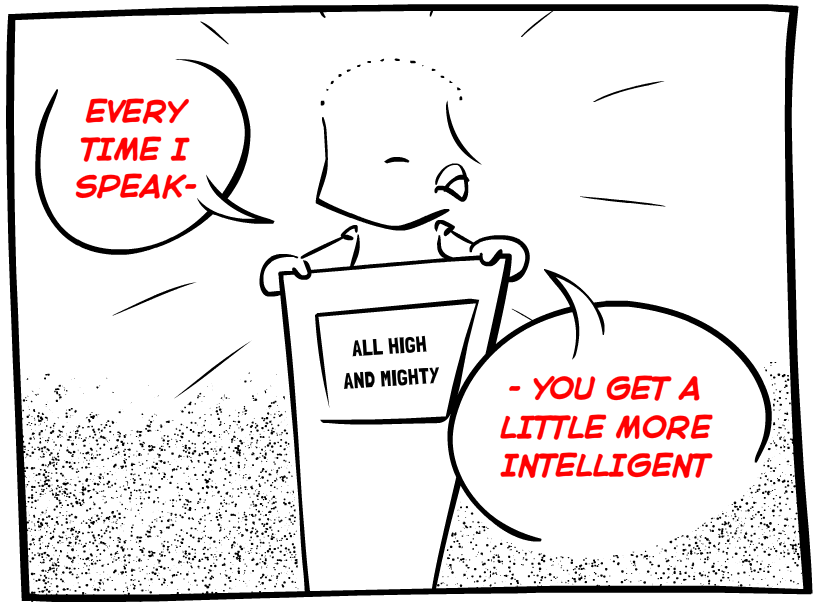 EVERY
TIME I
SPEAK-
ALL HIGH
AND MIGHTY
- YOU GET A
LITTLE MORE
INTELLIGENT